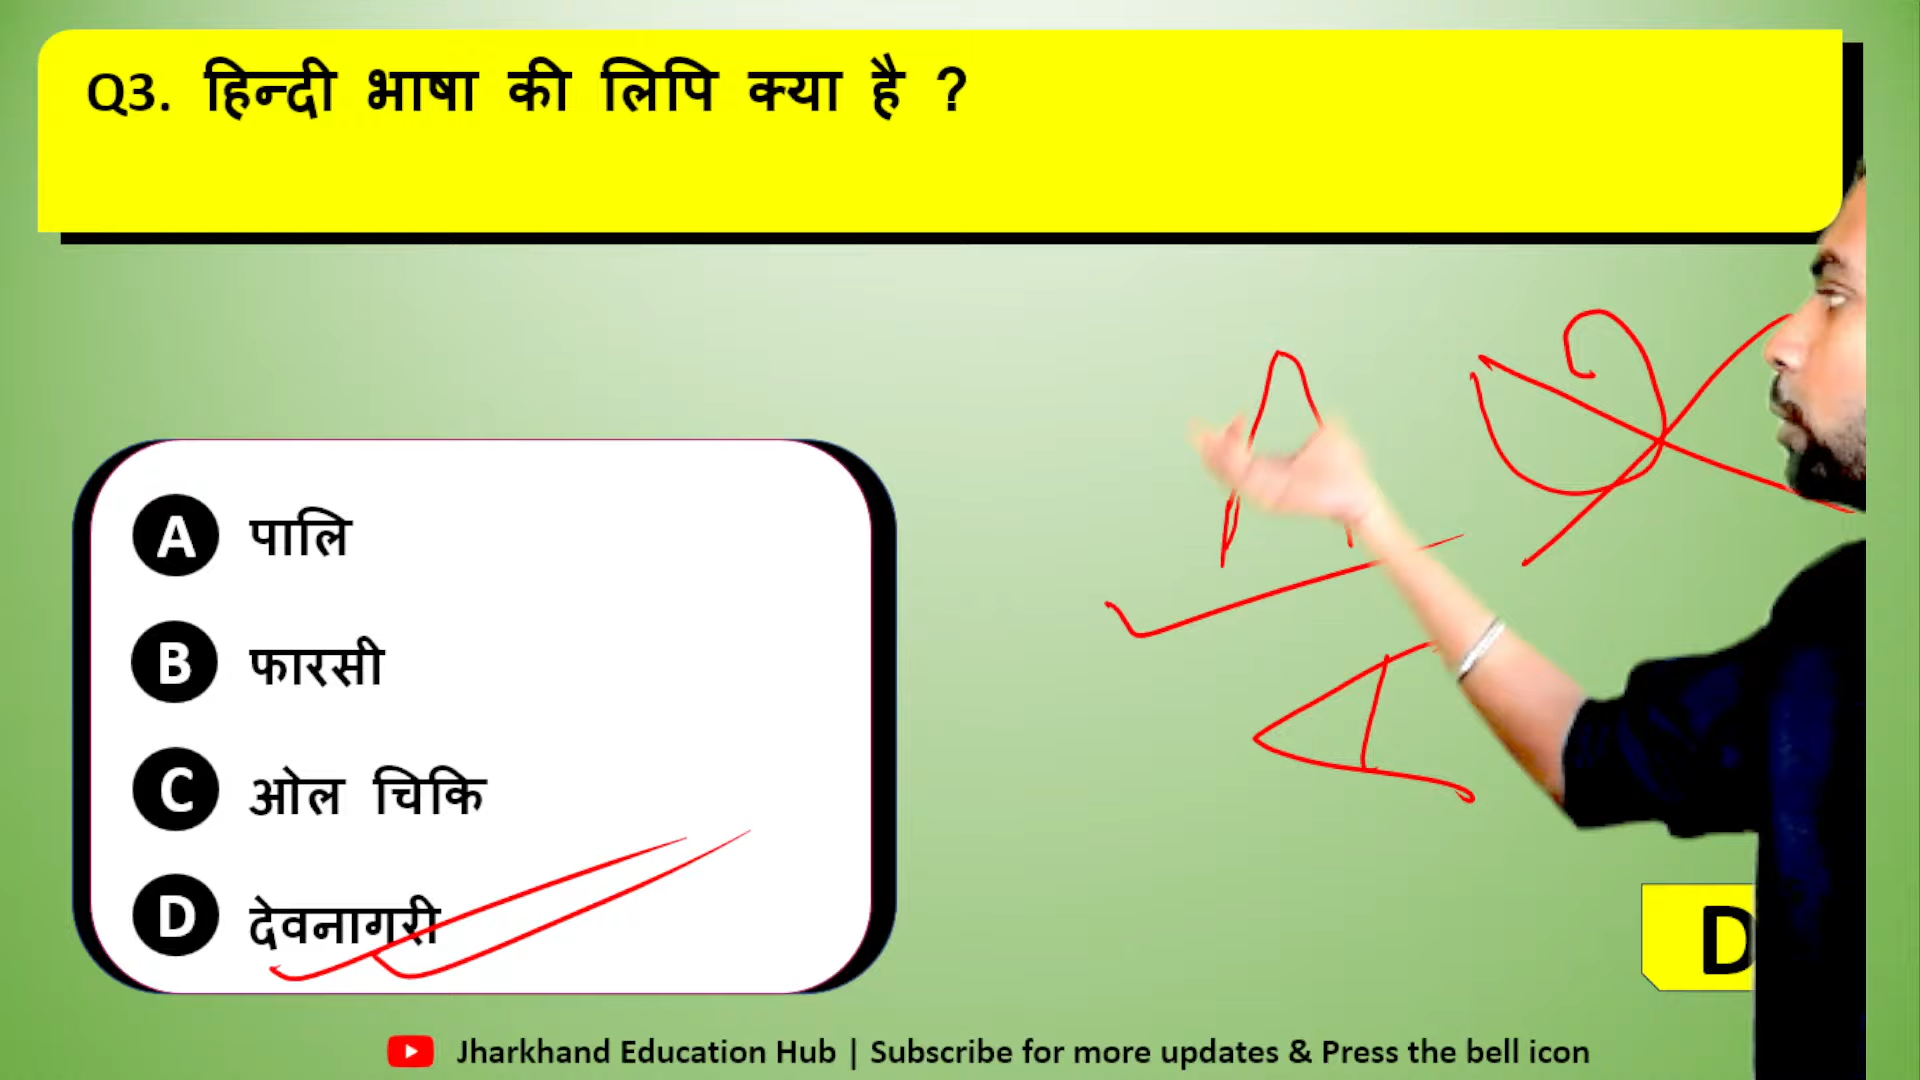 Q3. हिन्दी भाषा की लिपि क्या है ?
A पालि
B फारसी
C ओल चिकि
D देवनागरी
D
Jharkhand Education Hub | Subscribe for more updates & Press the bell icon